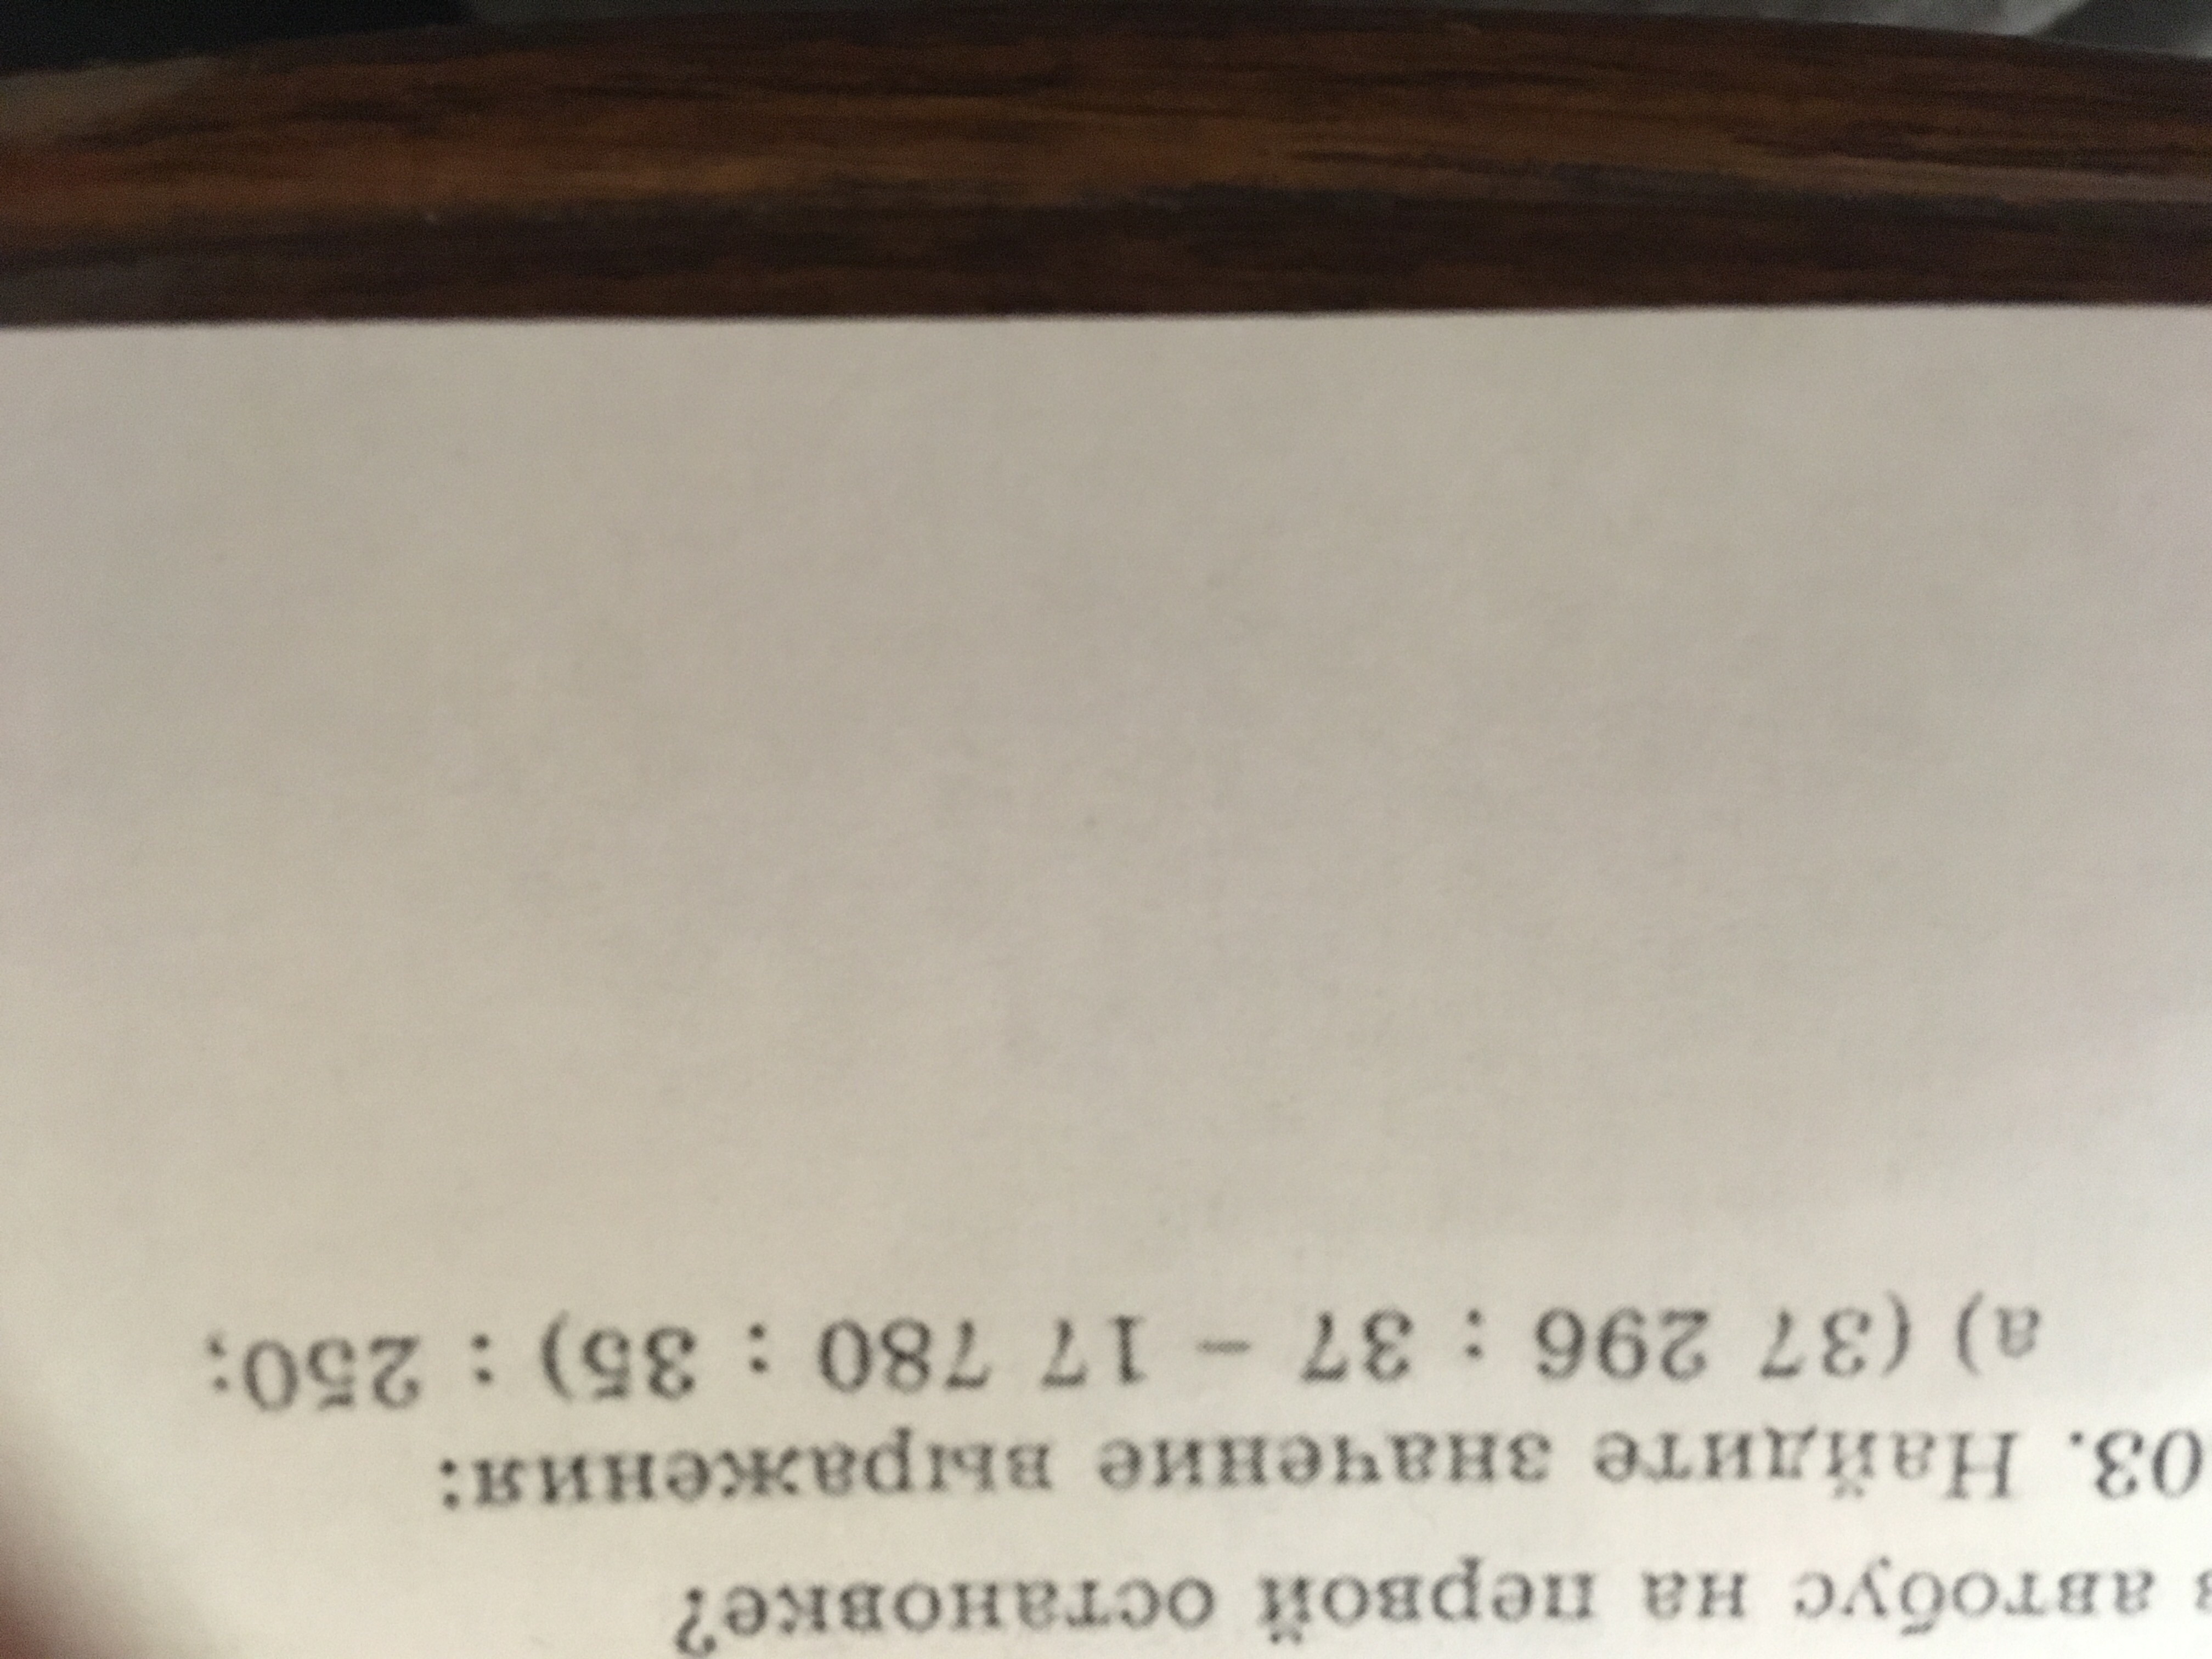 в автобус на первой остановке?
03. Найдите значение выражения:
а) (37 296 : 37 – 17 780 : 35) : 250;